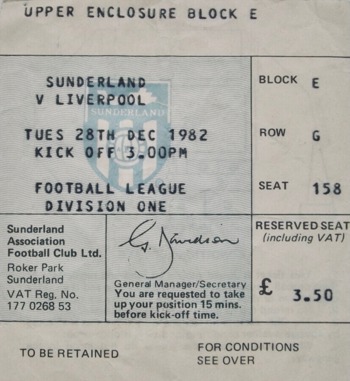 UPPER ENCLOSURE BLOCK E
SUNDERLAND
V LIVERPOOL
SUNDERLAND
TUES 28TH DEC 1982
KICK OFF 3.00PM
FOOTBALL LEAGUE
DIVISION ONE
BLOCK E
ROW G
SEAT 158
Sunderland
Association
Football Club Ltd.
Roker Park
Sunderland
VAT Reg. No.
177 0268 53
General Manager/Secretary
You are requested to take
up your position 15 mins.
before kick-off time.
RESERVED SEAT
(including VAT)
£ 3.50
TO BE RETAINED
FOR CONDITIONS
SEE OVER